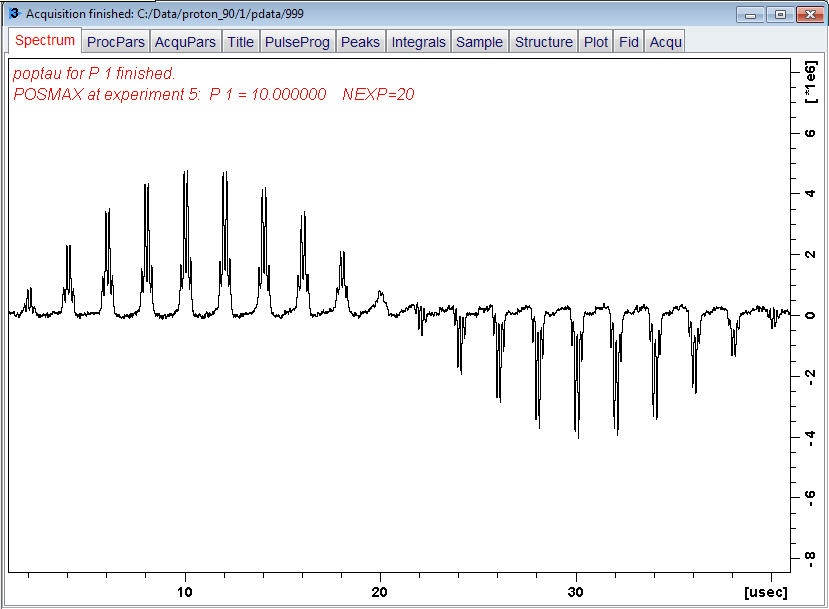 Acquisition finished: C:/Data/proton_90/1/pdata/999
Spectrum ProcPars AcquPars Title PulseProg Peaks Integrals Sample Structure Plot Fid Acqu
poptau for P 1 finished.
POSMAX at experiment 5: P 1 = 10.000000 NEXP=20
[ *1e6]
6
4
2
0
-2
-4
-6
-8
10 20 30 [usec]